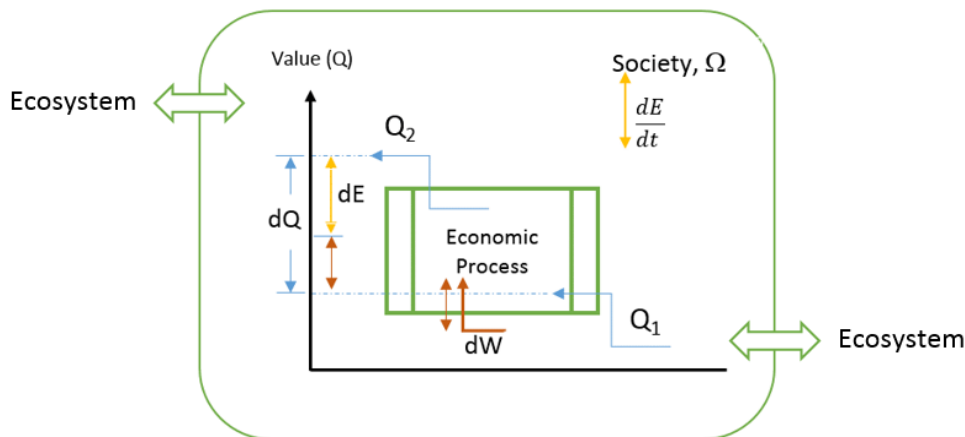 Value (Q)
Society, Ω
Ecosystem
dE
dt
Q2
dE
dQ
Economic
Process
Q1
dW
Ecosystem